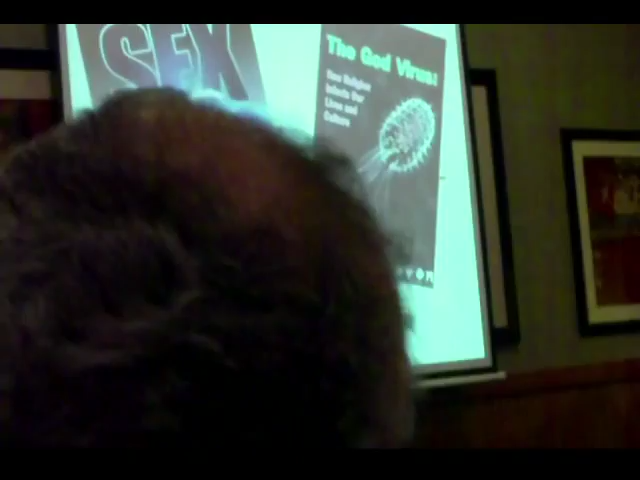 SEX
The God Virus:
How Religion
Infects Our
Lives and
Culture